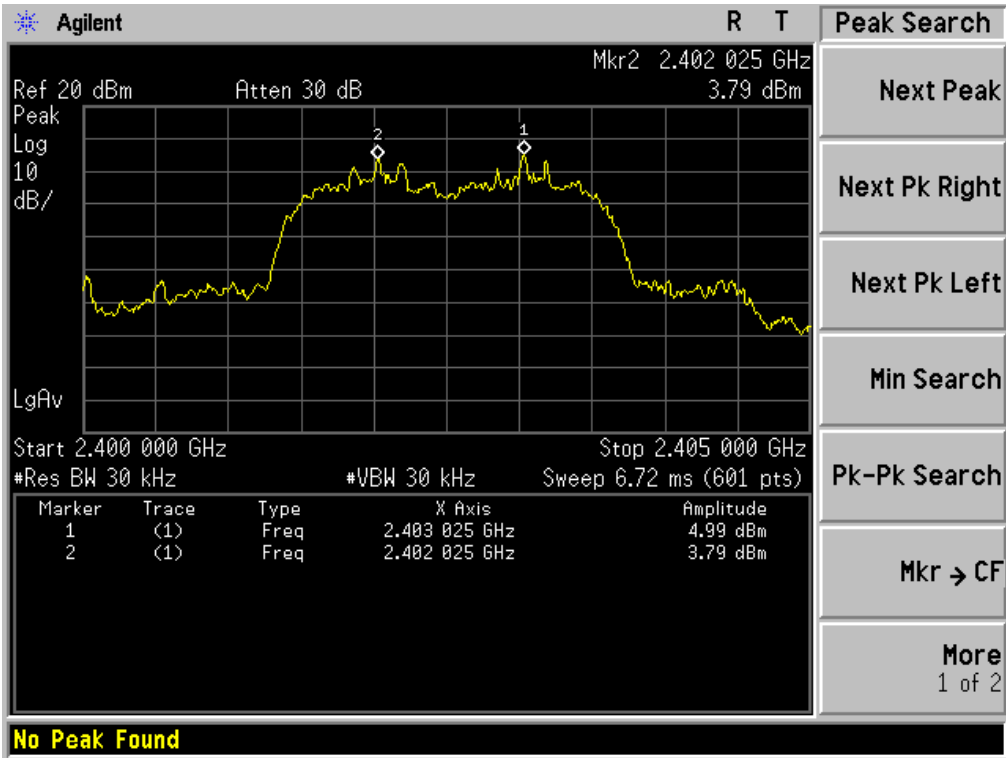 Agilent R T
Peak Search
Mkr2 2.402 025 GHz
Ref 20 dBm Atten 30 dB 3.79 dBm
Peak
Log
10
dB/
2
1
LgAv
Start 2.400 000 GHz Stop 2.405 000 GHz
#Res BW 30 kHz #VBW 30 kHz Sweep 6.72 ms (601 pts)
Marker Trace Type X Axis Amplitude
1 (1) Freq 2.403 025 GHz 4.99 dBm
2 (1) Freq 2.402 025 GHz 3.79 dBm
Next Peak
Next Pk Right
Next Pk Left
Min Search
Pk-Pk Search
Mkr → CF
More
1 of 2
No Peak Found